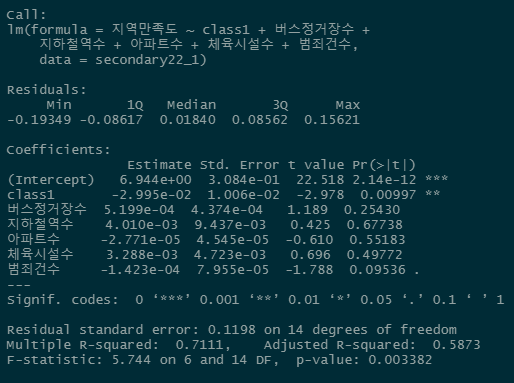 Call:
lm(formula = 지역만족도 ~ class1 + 버스정거장수 +
    지하철역수 + 아파트수 + 체육시설수 + 범죄건수,
    data = secondary22_1)
Residuals:
     Min       1Q   Median       3Q      Max
-0.19349 -0.08617  0.01840  0.08562  0.15621
Coefficients:
               Estimate Std. Error t value Pr(>|t|)
(Intercept)   6.944e+00  3.084e-01  22.518 2.14e-12 ***
class1       -2.995e-02  1.006e-02  -2.978  0.00997 **
버스정거장수  5.199e-04  4.374e-04   1.189  0.25430
지하철역수    4.010e-03  9.437e-03   0.425  0.67738
아파트수     -2.771e-05  4.545e-05  -0.610  0.55183
체육시설수    3.288e-03  4.723e-03   0.696  0.49772
범죄건수     -1.423e-04  7.955e-05  -1.788  0.09536 .
---
Signif. codes:  0 ‘***’ 0.001 ‘**’ 0.01 ‘*’ 0.05 ‘.’ 0.1 ‘ ’ 1
Residual standard error: 0.1198 on 14 degrees of freedom
Multiple R-squared:  0.7111,    Adjusted R-squared:  0.5873
F-statistic: 5.744 on 6 and 14 DF,  p-value: 0.003382